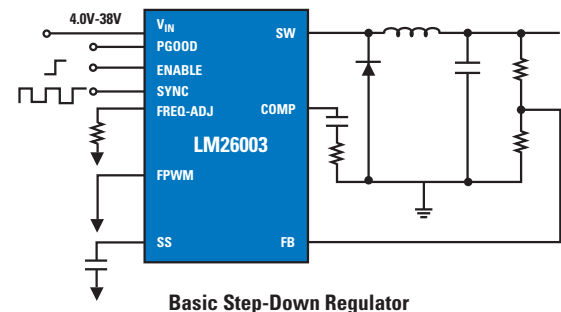 4.0V-38V
VIN
PGOOD
ENABLE
SYNC
FREQ-ADJ
FPWM
SS
SW
COMP
LM26003
FB
Basic Step-Down Regulator